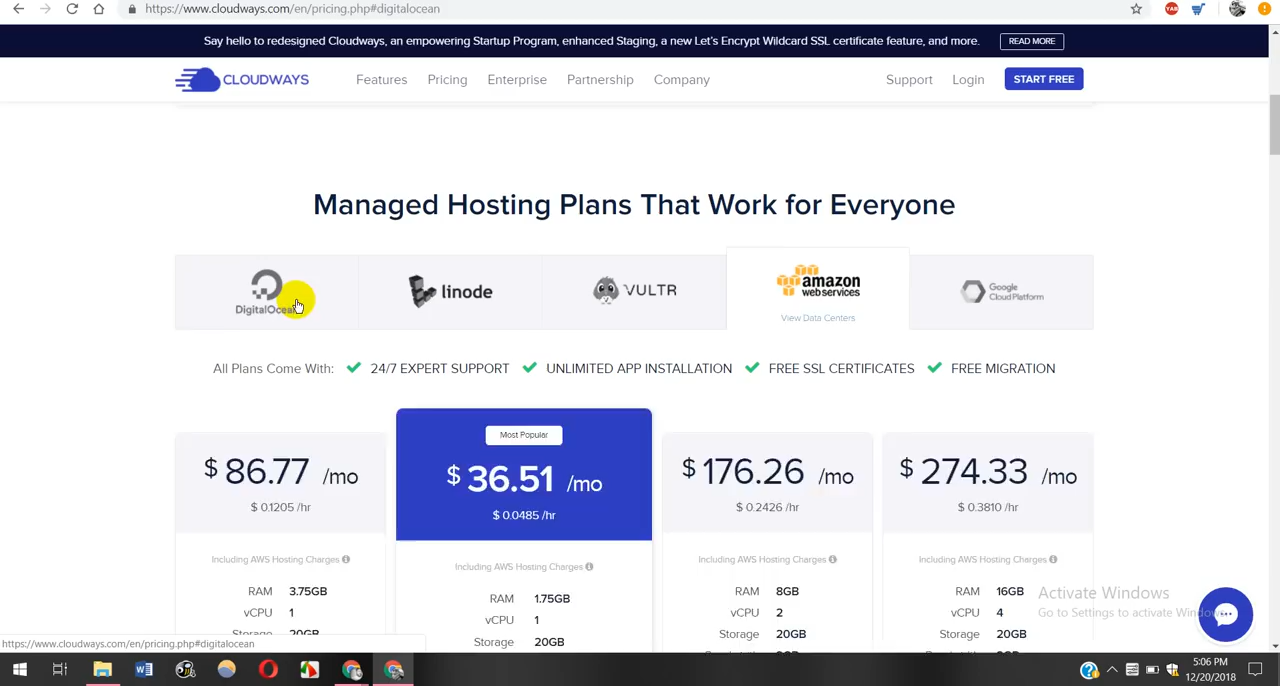 https://www.cloudways.com/en/pricing.php#digitalocean
Say hello to redesigned Cloudways, an empowering Startup Program, enhanced Staging, a new Let's Encrypt Wildcard SSL certificate feature, and more.
READ MORE
CLOUDWAYS
Features
Pricing
Enterprise
Partnership
Company
Support
Login
START FREE
Managed Hosting Plans That Work for Everyone
DigitalOcean
linode
VULTR
amazon
webservices
View Data Centers
Google
Cloud Platform
All Plans Come With: 24/7 EXPERT SUPPORT UNLIMITED APP INSTALLATION FREE SSL CERTIFICATES FREE MIGRATION
$ 86.77 /mo
$ 0.1205 /hr
Including AWS Hosting Charges
RAM 3.75GB
vCPU 1
Storage 20GB
Most Popular
$ 36.51 /mo
$ 0.0485 /hr
Including AWS Hosting Charges
RAM 1.75GB
vCPU 1
Storage 20GB
$ 176.26 /mo
$ 0.2426 /hr
Including AWS Hosting Charges
RAM 8GB
vCPU 2
Storage 20GB
$ 274.33 /mo
$ 0.3810 /hr
Including AWS Hosting Charges
RAM 16GB
vCPU 4
Storage 20GB
Activate Windows
Go to Settings to activate Windows
https://www.cloudways.com/en/pricing.php#digitalocean
5:06 PM
12/20/2018